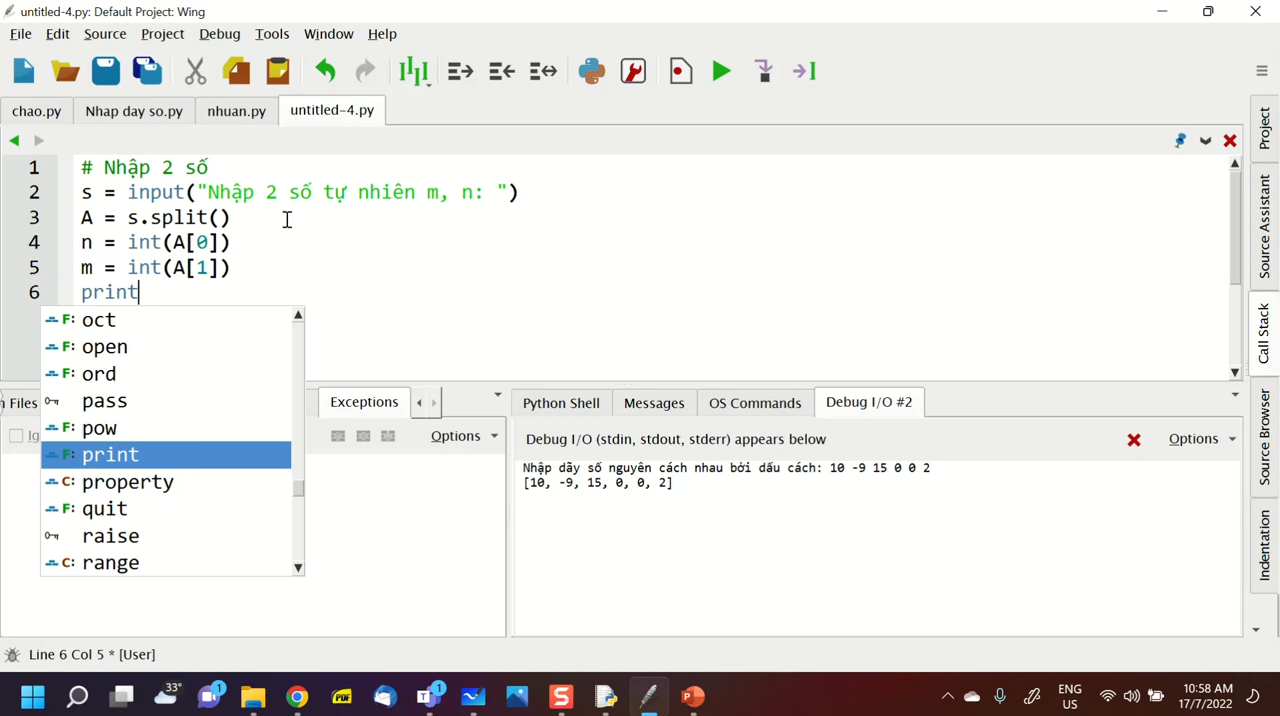 untitled-4.py: Default Project: Wing
File Edit Source Project Debug Tools Window Help
chao.py Nhap day so.py nhuan.py untitled-4.py
1 # Nhập 2 số
2 s = input("Nhập 2 số tự nhiên m, n: ")
3 A = s.split()
4 n = int(A[0])
5 m = int(A[1])
6 print
F: oct
F: open
F: ord
pass
F: pow
F: print
C: property
F: quit
raise
C: range
Files Exceptions
Ig Options
Python Shell Messages OS Commands Debug I/O #2
Debug I/O (stdin, stdout, stderr) appears below Options
Nhập dãy số nguyên cách nhau bởi dấu cách: 10 -9 15 0 0 2
[10, -9, 15, 0, 0, 2]
Project
Source Assistant
Call Stack
Source Browser
Indentation
Line 6 Col 5 * [User]
33° 1 PDF 1 S
ENG
US
10:58 AM
17/7/2022